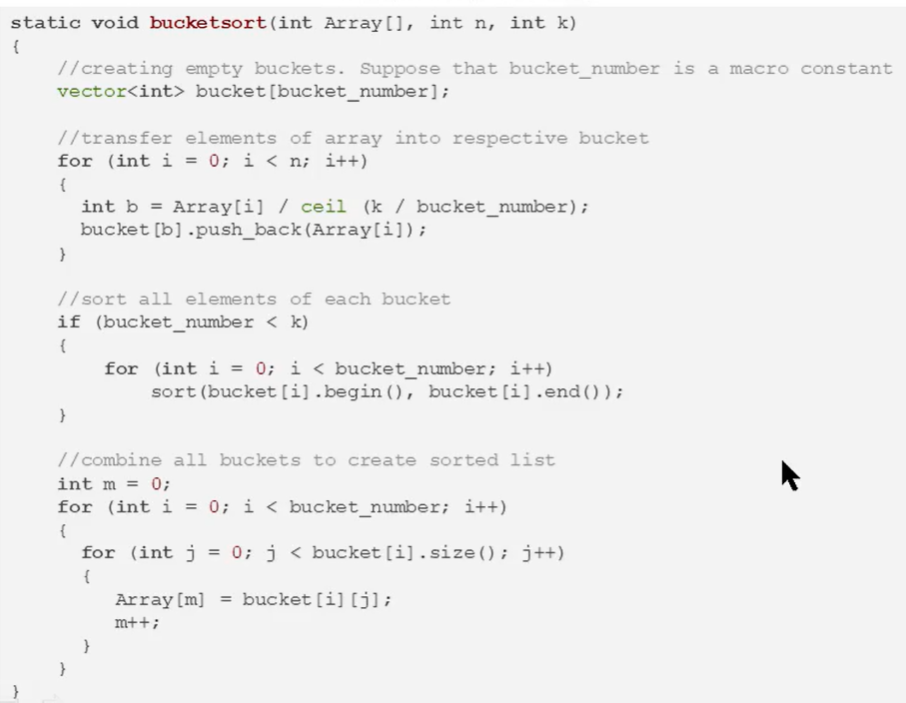 static void bucketsort(int Array[], int n, int k)
{
//creating empty buckets. Suppose that bucket_number is a macro constant
vector<int> bucket[bucket_number];
//transfer elements of array into respective bucket
for (int i = 0; i < n; i++)
{
int b = Array[i] / ceil (k / bucket_number);
bucket[b].push_back(Array[i]);
}
//sort all elements of each bucket
if (bucket_number < k)
{
for (int i = 0; i < bucket_number; i++)
sort(bucket[i].begin(), bucket[i].end());
}
//combine all buckets to create sorted list
int m = 0;
for (int i = 0; i < bucket_number; i++)
{
for (int j = 0; j < bucket[i].size(); j++)
{
Array[m] = bucket[i][j];
m++;
}
}
}